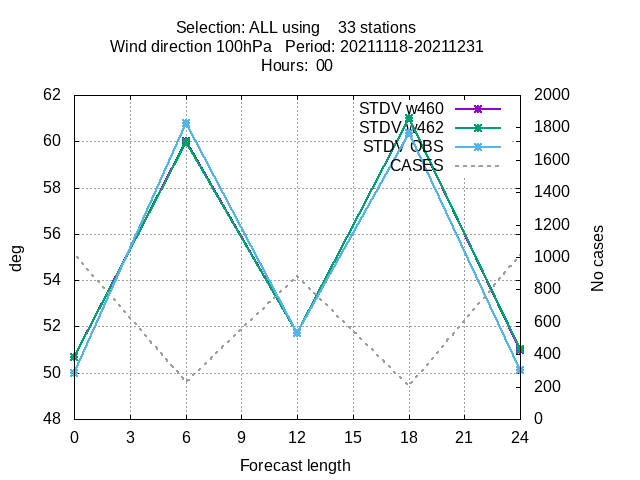 Selection: ALL using    33 stations
Wind direction 100hPa   Period: 20211118-20211231
Hours:  00
62 2000
STDV w460
1800
STDV w462
60
STDV OBS
1600
CASES
58 1400
1200
56
1000
deg
No cases
54 800
600
52
400
50
200
48 0
0 3 6 9 12 15 18 21 24
Forecast length